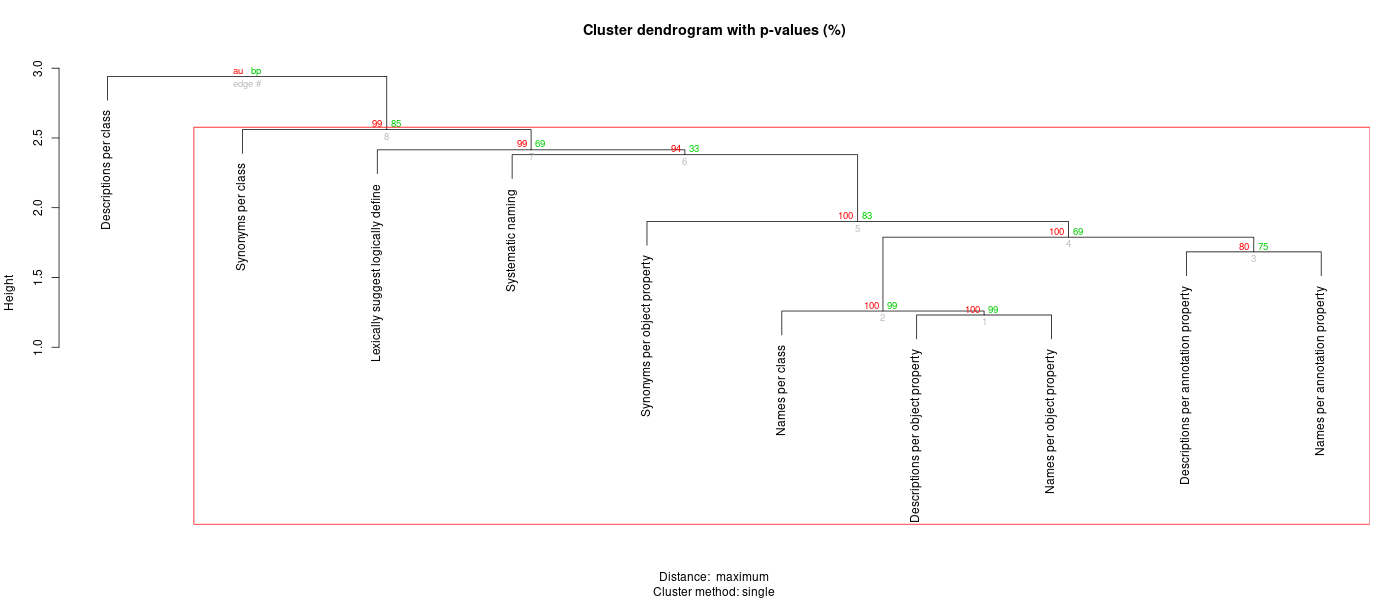 Cluster dendrogram with p-values (%)
Height
3.0
2.5
2.0
1.5
1.0
au bp
edge #
99 85
8
99 69
7
94 33
6
100 83
5
100 69
4
80 75
3
100 99
2
100 99
1
Descriptions per class
Synonyms per class
Lexically suggest logically define
Systematic naming
Synonyms per object property
Names per class
Descriptions per object property
Names per object property
Descriptions per annotation property
Names per annotation property
Distance: maximum
Cluster method: single